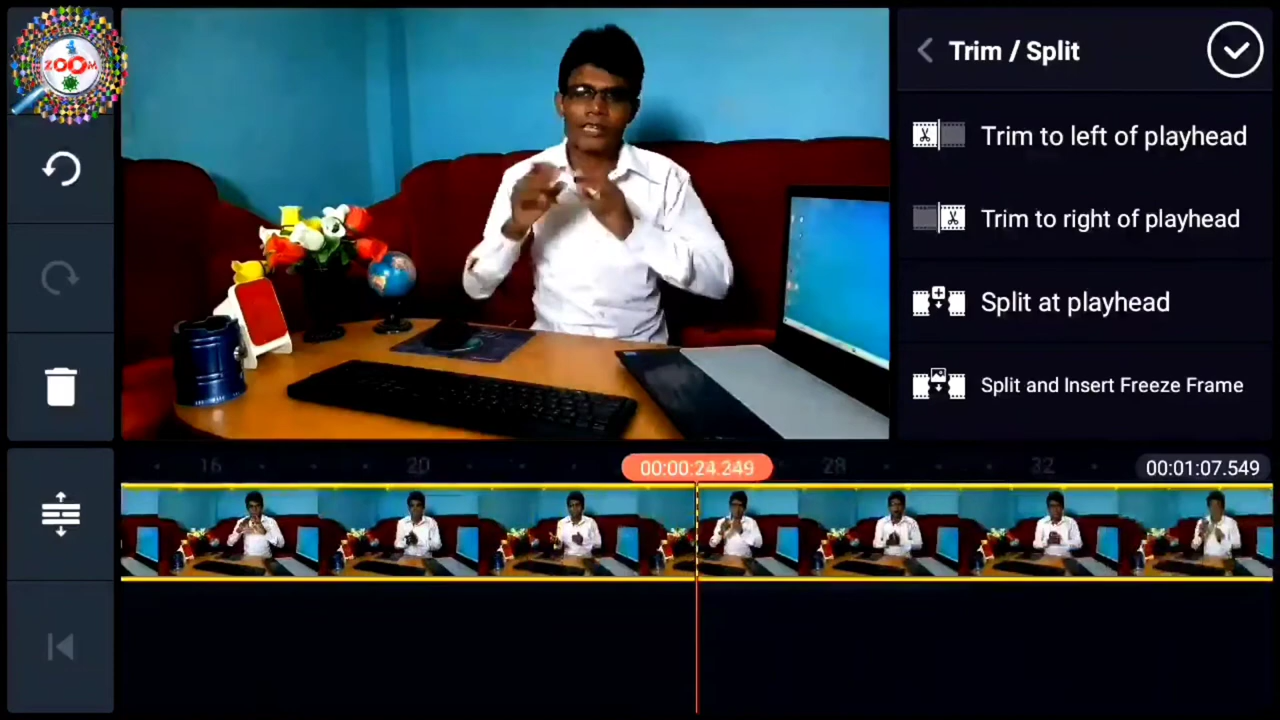 ZOOM
Trim / Split
Trim to left of playhead
Trim to right of playhead
Split at playhead
Split and Insert Freeze Frame
16
20
00:00:24.249
28
32
00:01:07.549